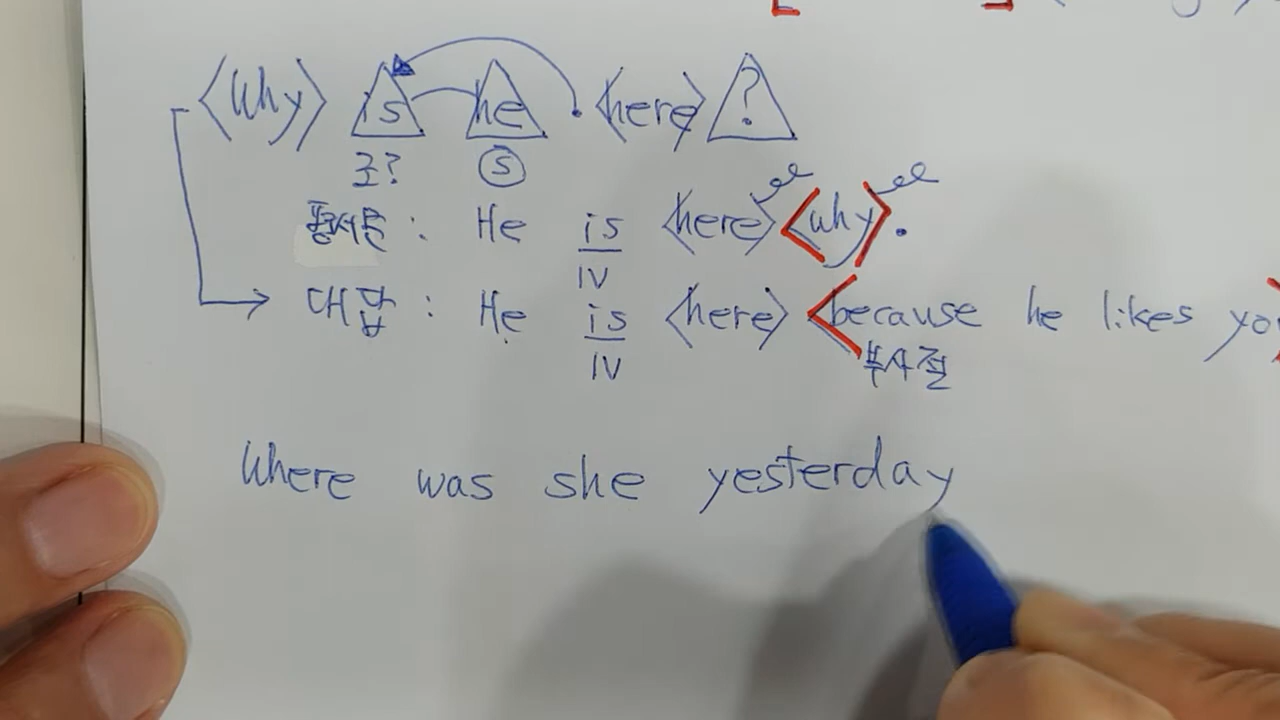 <Why> is he . <here> ?
조? S
평서문 : He is <here> <why>.
IV
대답 : He is <here> <because he likes yo
IV 부사절
Where was she yesterday